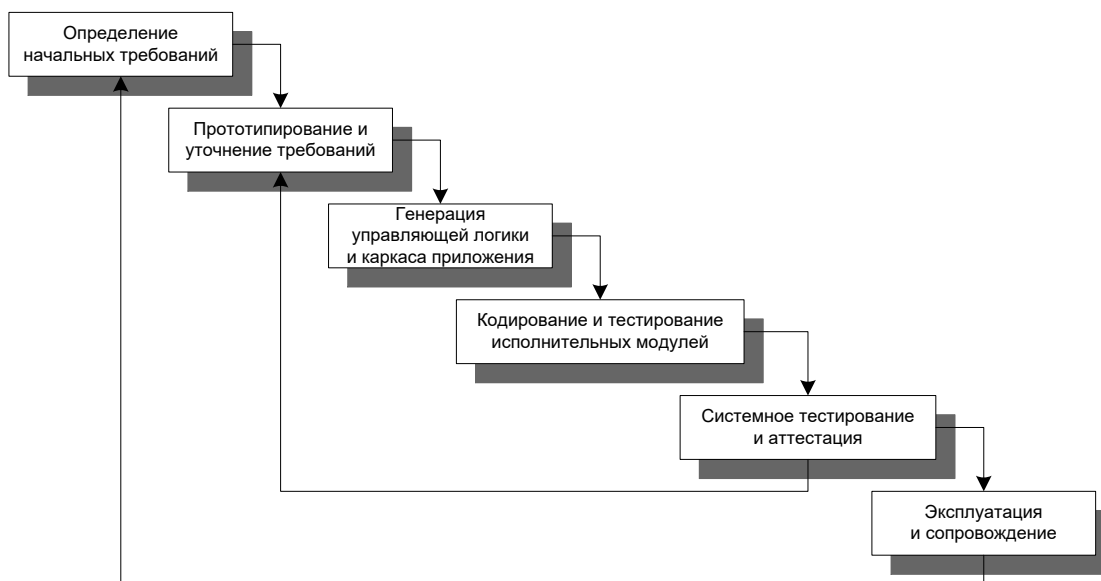 Определение
начальных требований
Прототипирование и
уточнение требований
Генерация
управляющей логики
и каркаса приложения
Кодирование и тестирование
исполнительных модулей
Системное тестирование
и аттестация
Эксплуатация
и сопровождение